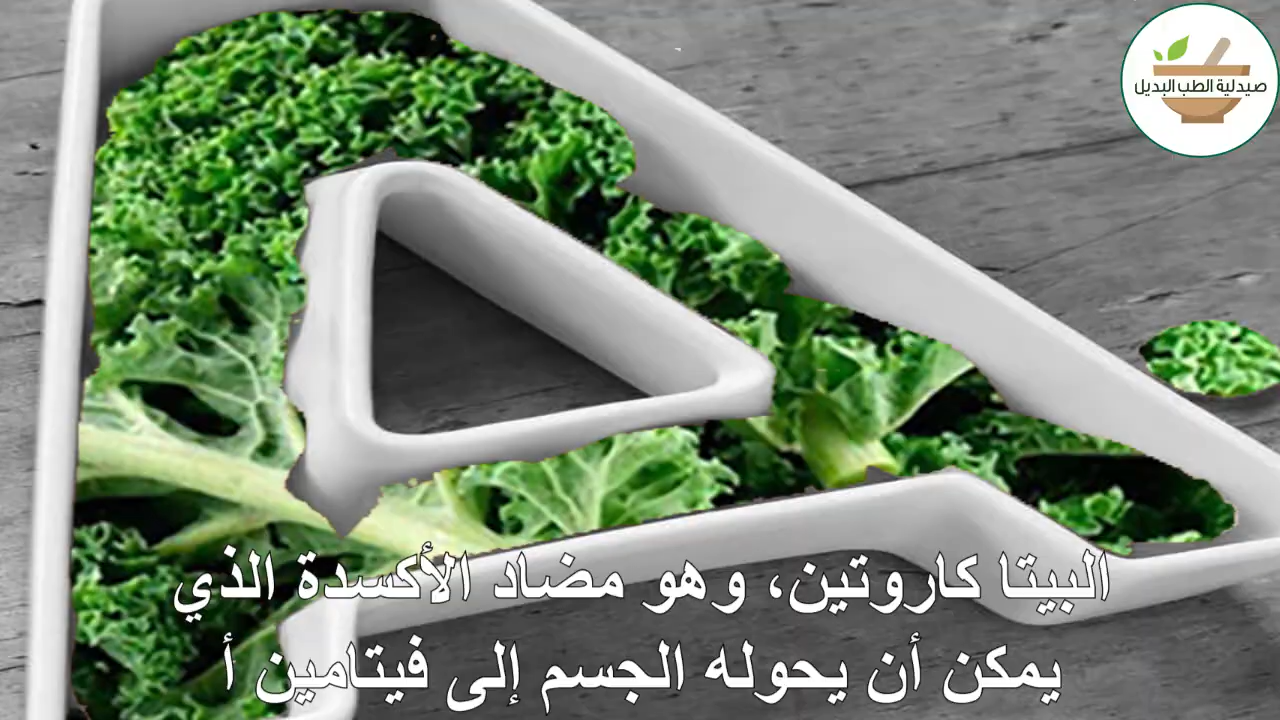 صيدلية الطب البديل
البيتا كاروتين، وهو مضاد الأكسدة الذي
يمكن أن يحوله الجسم إلى فيتامين أ